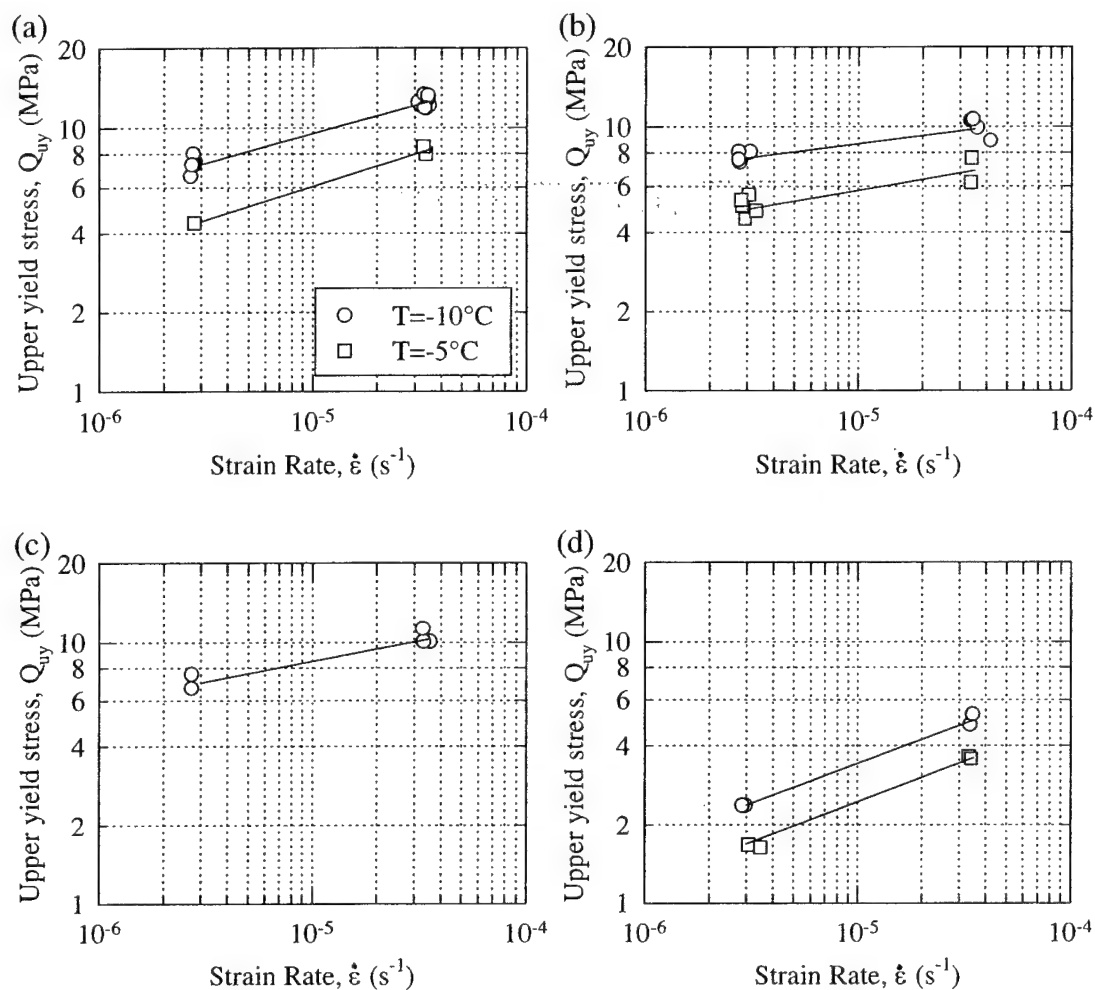 (a)
Upper yield stress, Q_uy (MPa)
20
10
8
6
4
2
1
T=-10°C
T=-5°C
10^-6
10^-5
10^-4
Strain Rate, ε̇ (s^-1)
(b)
Upper yield stress, Q_uy (MPa)
20
10
8
6
4
2
1
10^-6
10^-5
10^-4
Strain Rate, ε̇ (s^-1)
(c)
Upper yield stress, Q_uy (MPa)
20
10
8
6
4
2
1
10^-6
10^-5
10^-4
Strain Rate, ε̇ (s^-1)
(d)
Upper yield stress, Q_uy (MPa)
20
10
8
6
4
2
1
10^-6
10^-5
10^-4
Strain Rate, ε̇ (s^-1)